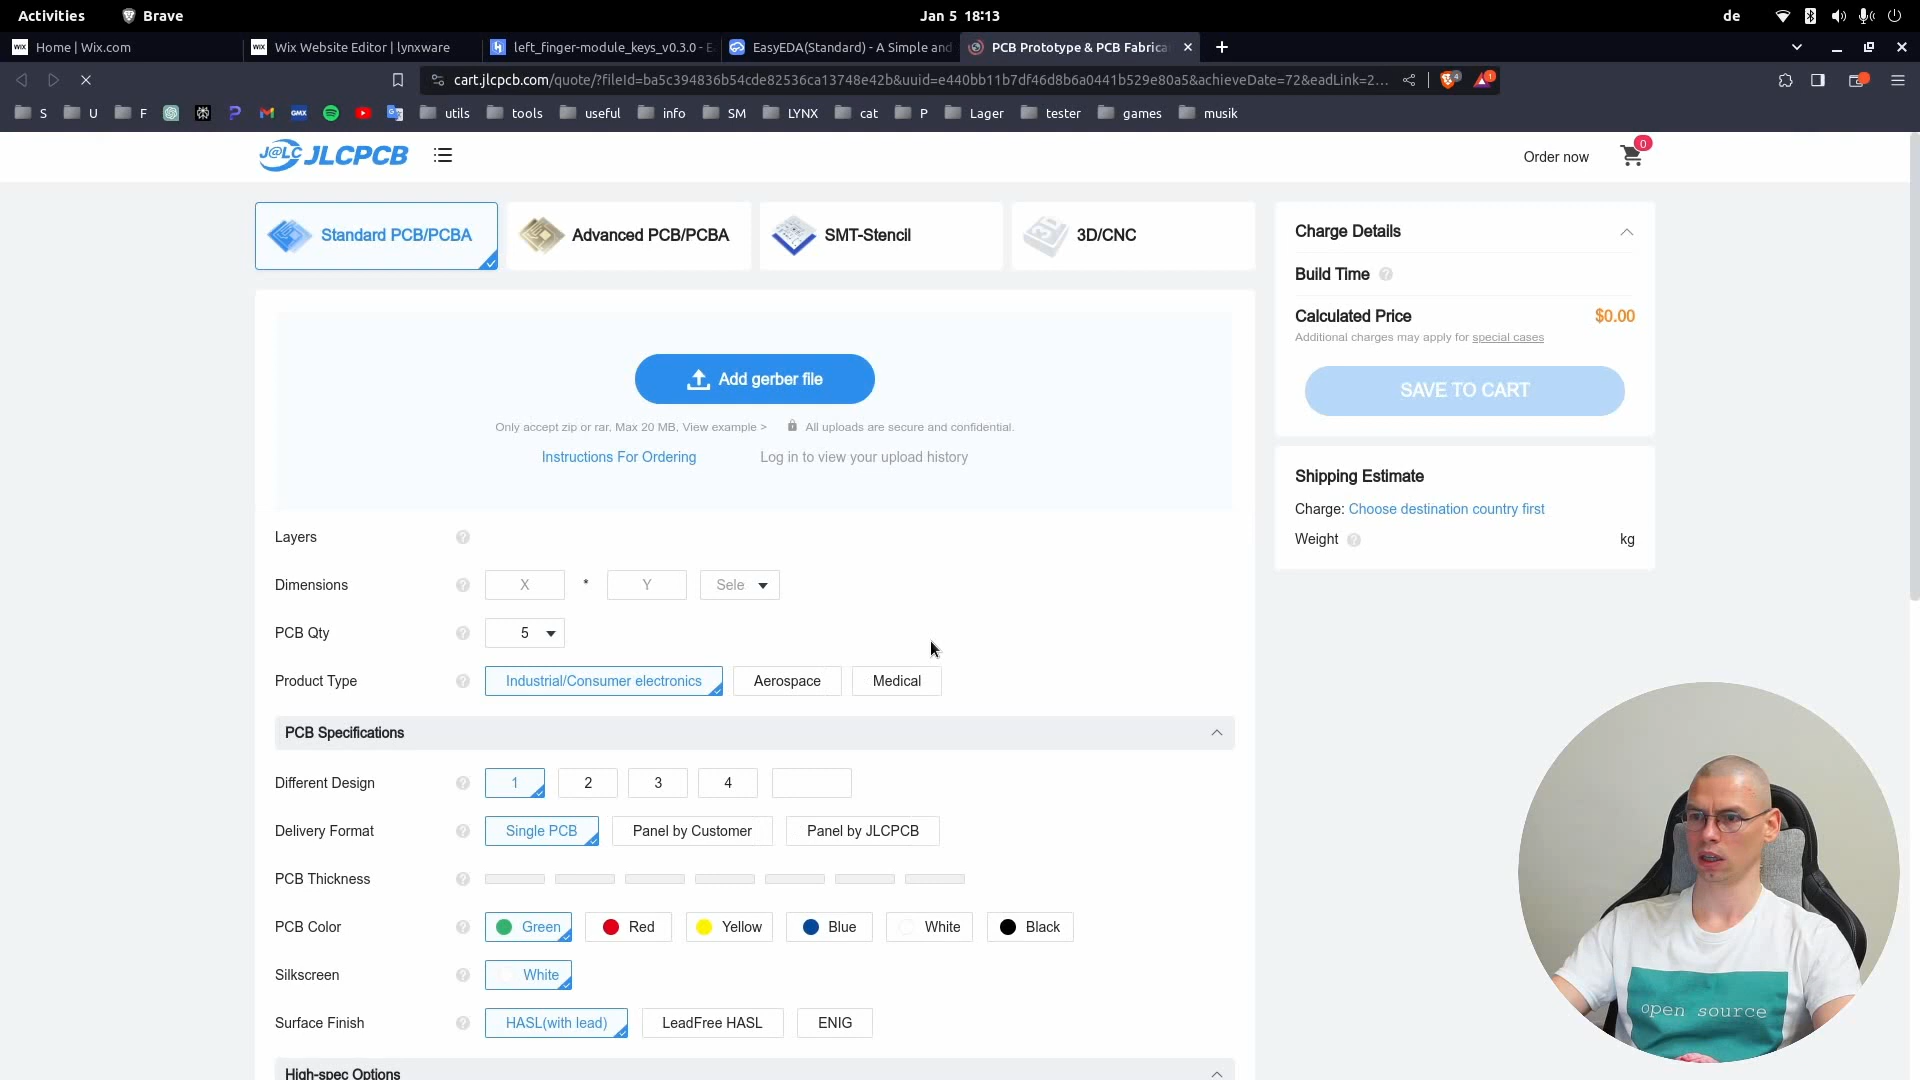 Activities
Brave
Jan 5 18:13
de
Home | Wix.com
Wix Website Editor | lynxware
left_finger-module_keys_v0.3.0 - E
EasyEDA(Standard) - A Simple and
PCB Prototype & PCB Fabrica
cart.jlcpcb.com/quote/?fileId=ba5c394836b54cde82536ca13748e42b&uuid=e440bb11b7df46d8b6a0441b529e80a5&achieveDate=72&eadLink=2...
4
1
S
U
F
GMX
utils
tools
useful
info
SM
LYNX
cat
P
Lager
tester
games
musik
J@LC JLCPCB
Order now
0
Standard PCB/PCBA
Advanced PCB/PCBA
SMT-Stencil
3D/CNC
Add gerber file
Only accept zip or rar, Max 20 MB, View example >
All uploads are secure and confidential.
Instructions For Ordering
Log in to view your upload history
Charge Details
Build Time
Calculated Price
$0.00
Additional charges may apply for special cases
SAVE TO CART
Shipping Estimate
Charge: Choose destination country first
Weight
kg
Layers
Dimensions
X
*
Y
Sele
PCB Qty
5
Product Type
Industrial/Consumer electronics
Aerospace
Medical
PCB Specifications
Different Design
1
2
3
4
Delivery Format
Single PCB
Panel by Customer
Panel by JLCPCB
PCB Thickness
PCB Color
Green
Red
Yellow
Blue
White
Black
Silkscreen
White
Surface Finish
HASL(with lead)
LeadFree HASL
ENIG
High-spec Options
open source